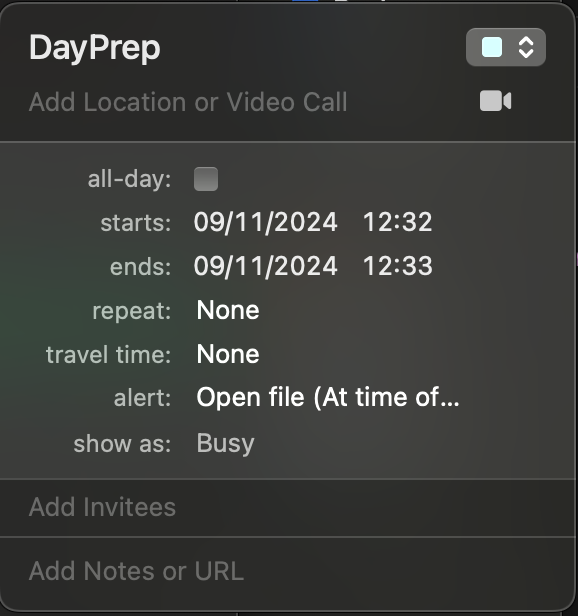 DayPrep
Add Location or Video Call
all-day:
starts: 09/11/2024 12:32
ends: 09/11/2024 12:33
repeat: None
travel time: None
alert: Open file (At time of...
show as: Busy
Add Invitees
Add Notes or URL